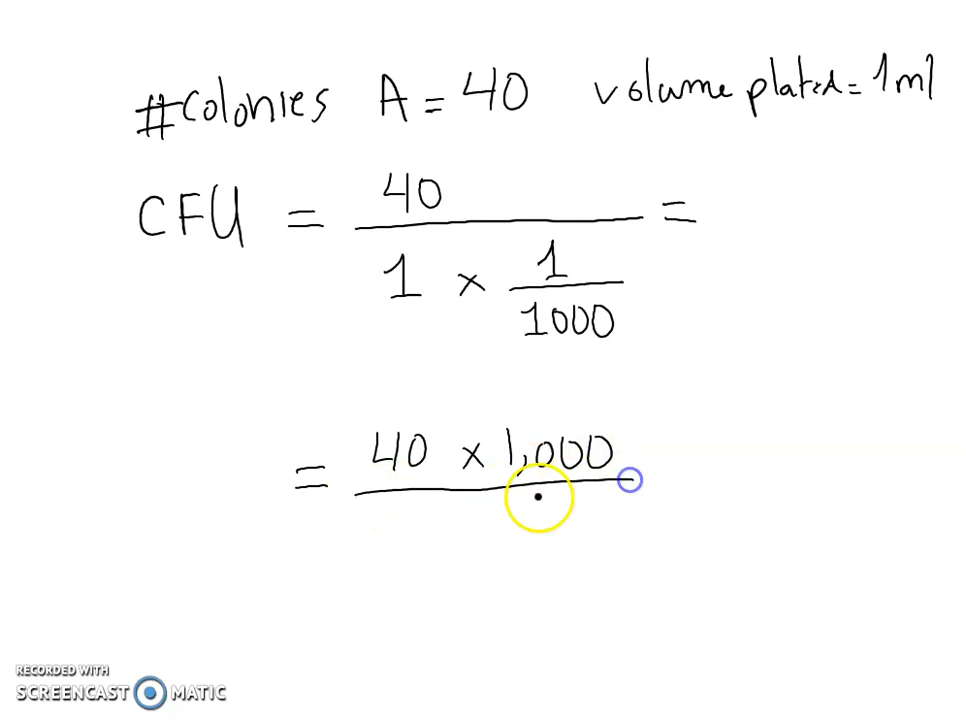 #Colonies A = 40 volume plated = 1ml
CFU = 40 =
1 × 1
1000
= 40 × 1,000
RECORDED WITH
SCREENCAST MATIC